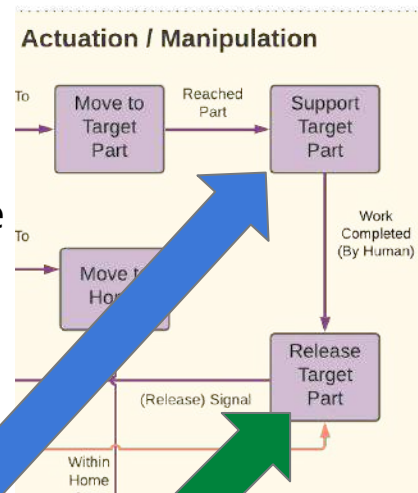 Actuation / Manipulation
To
Move to
Target
Part
Reached
Part
Support
Target
Part
e
Work
Completed
(By Human)
To
Move
Release
Target
Part
(Release) Signal
Within
Home